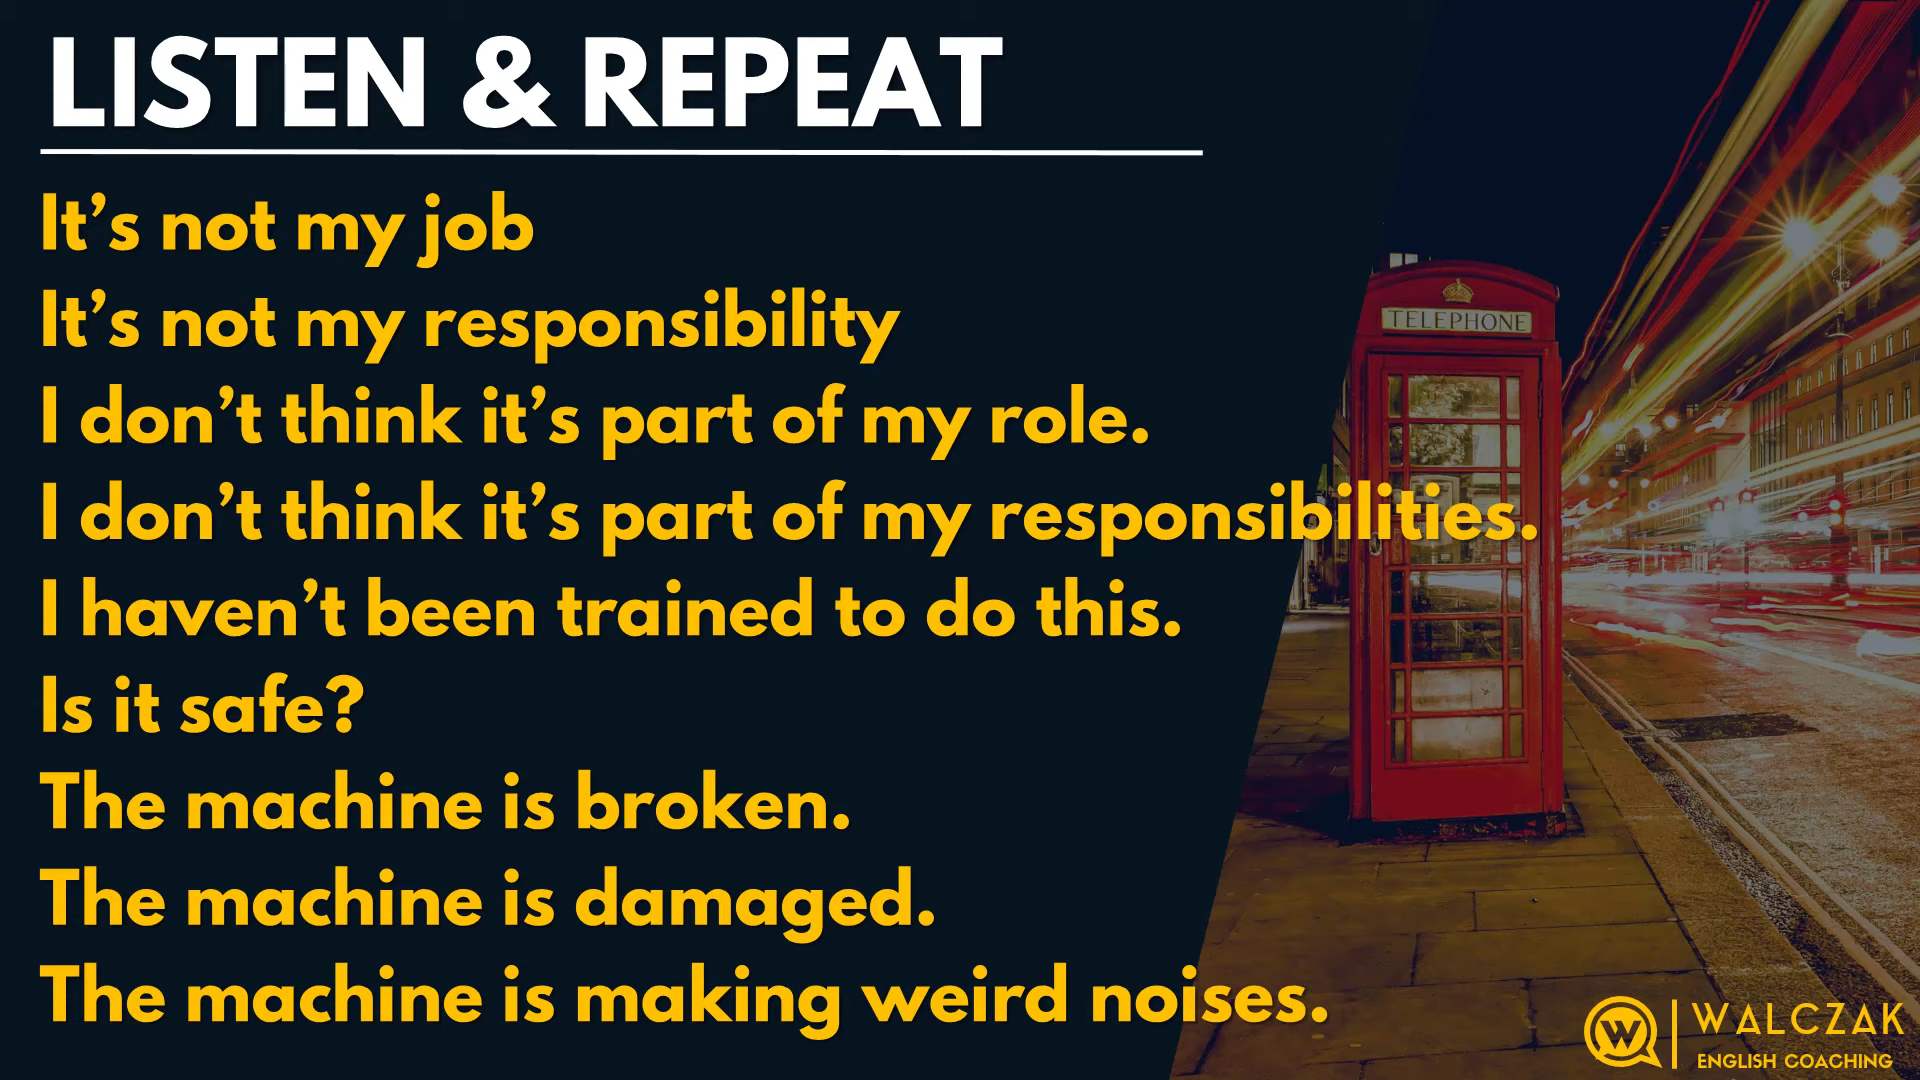 LISTEN & REPEAT
It’s not my job
It’s not my responsibility
I don’t think it’s part of my role.
I don’t think it’s part of my responsibilities.
I haven’t been trained to do this.
Is it safe?
The machine is broken.
The machine is damaged.
The machine is making weird noises.
TELEPHONE
W
WALCZAK
ENGLISH COACHING